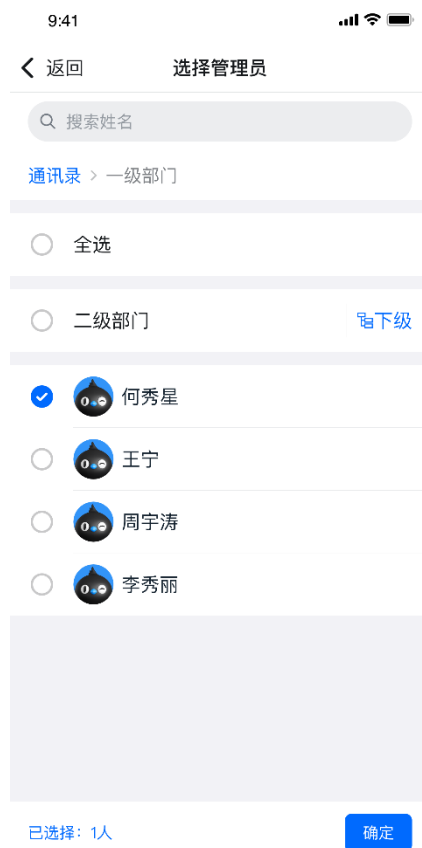 9:41
返回
选择管理员
搜索姓名
通讯录 > 一级部门
全选
二级部门
下级
何秀星
王宁
周宇涛
李秀丽
已选择：1人
确定